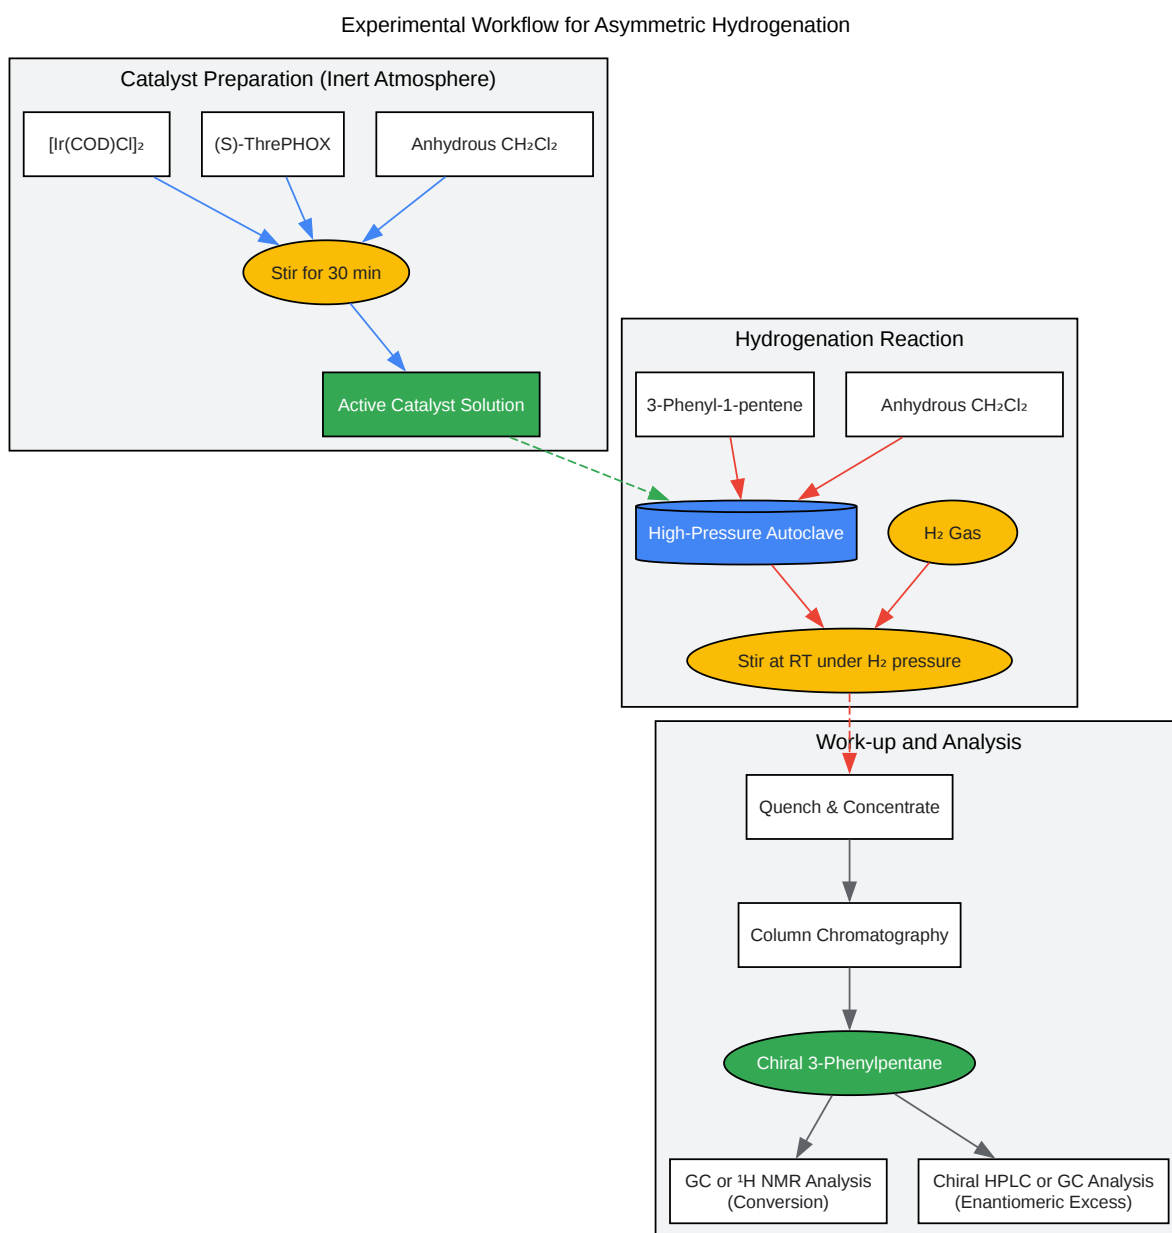 Experimental Workflow for Asymmetric Hydrogenation
Catalyst Preparation (Inert Atmosphere)
[Ir(COD)Cl]₂
(S)-ThrePHOX
Anhydrous CH₂Cl₂
Stir for 30 min
Active Catalyst Solution
Hydrogenation Reaction
3-Phenyl-1-pentene
Anhydrous CH₂Cl₂
High-Pressure Autoclave
H₂ Gas
Stir at RT under H₂ pressure
Work-up and Analysis
Quench & Concentrate
Column Chromatography
Chiral 3-Phenylpentane
GC or ¹H NMR Analysis
(Conversion)
Chiral HPLC or GC Analysis
(Enantiomeric Excess)